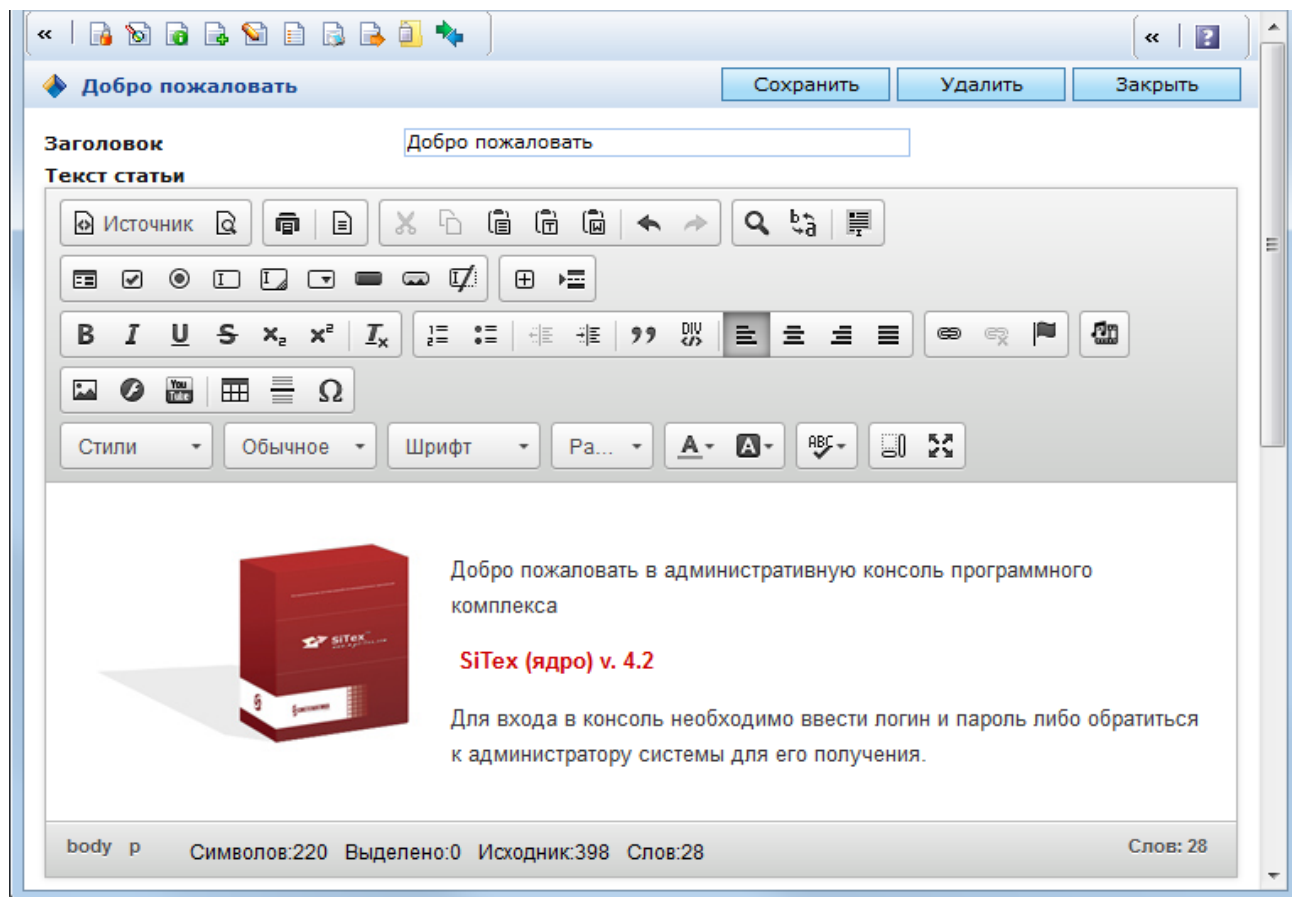 « «
Добро пожаловать Сохранить Удалить Закрыть
Заголовок Добро пожаловать
Текст статьи
Источник
Стили Обычное Шрифт Ра...
Добро пожаловать в административную консоль программного
комплекса
SiTex
SiTex (ядро) v. 4.2
Для входа в консоль необходимо ввести логин и пароль либо обратиться
к администратору системы для его получения.
body p Символов:220 Выделено:0 Исходник:398 Слов:28 Слов: 28